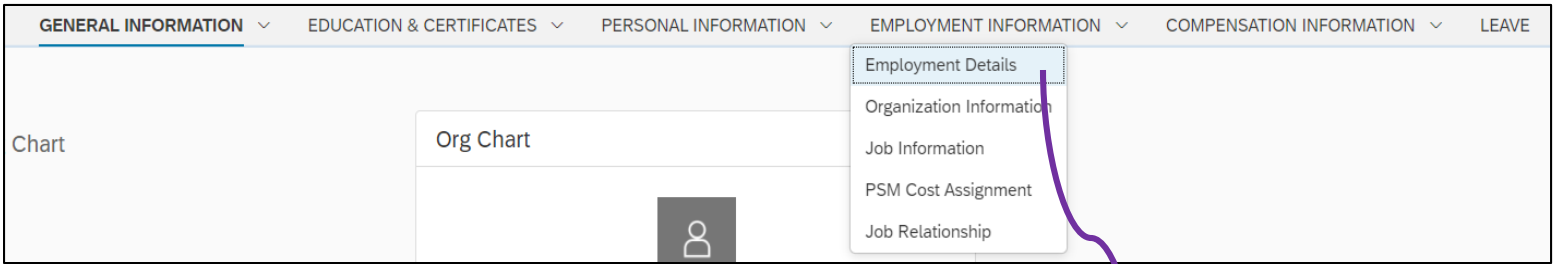 GENERAL INFORMATION EDUCATION & CERTIFICATES PERSONAL INFORMATION EMPLOYMENT INFORMATION COMPENSATION INFORMATION LEAVE
Employment Details
Organization Information
Job Information
PSM Cost Assignment
Job Relationship
Chart
Org Chart